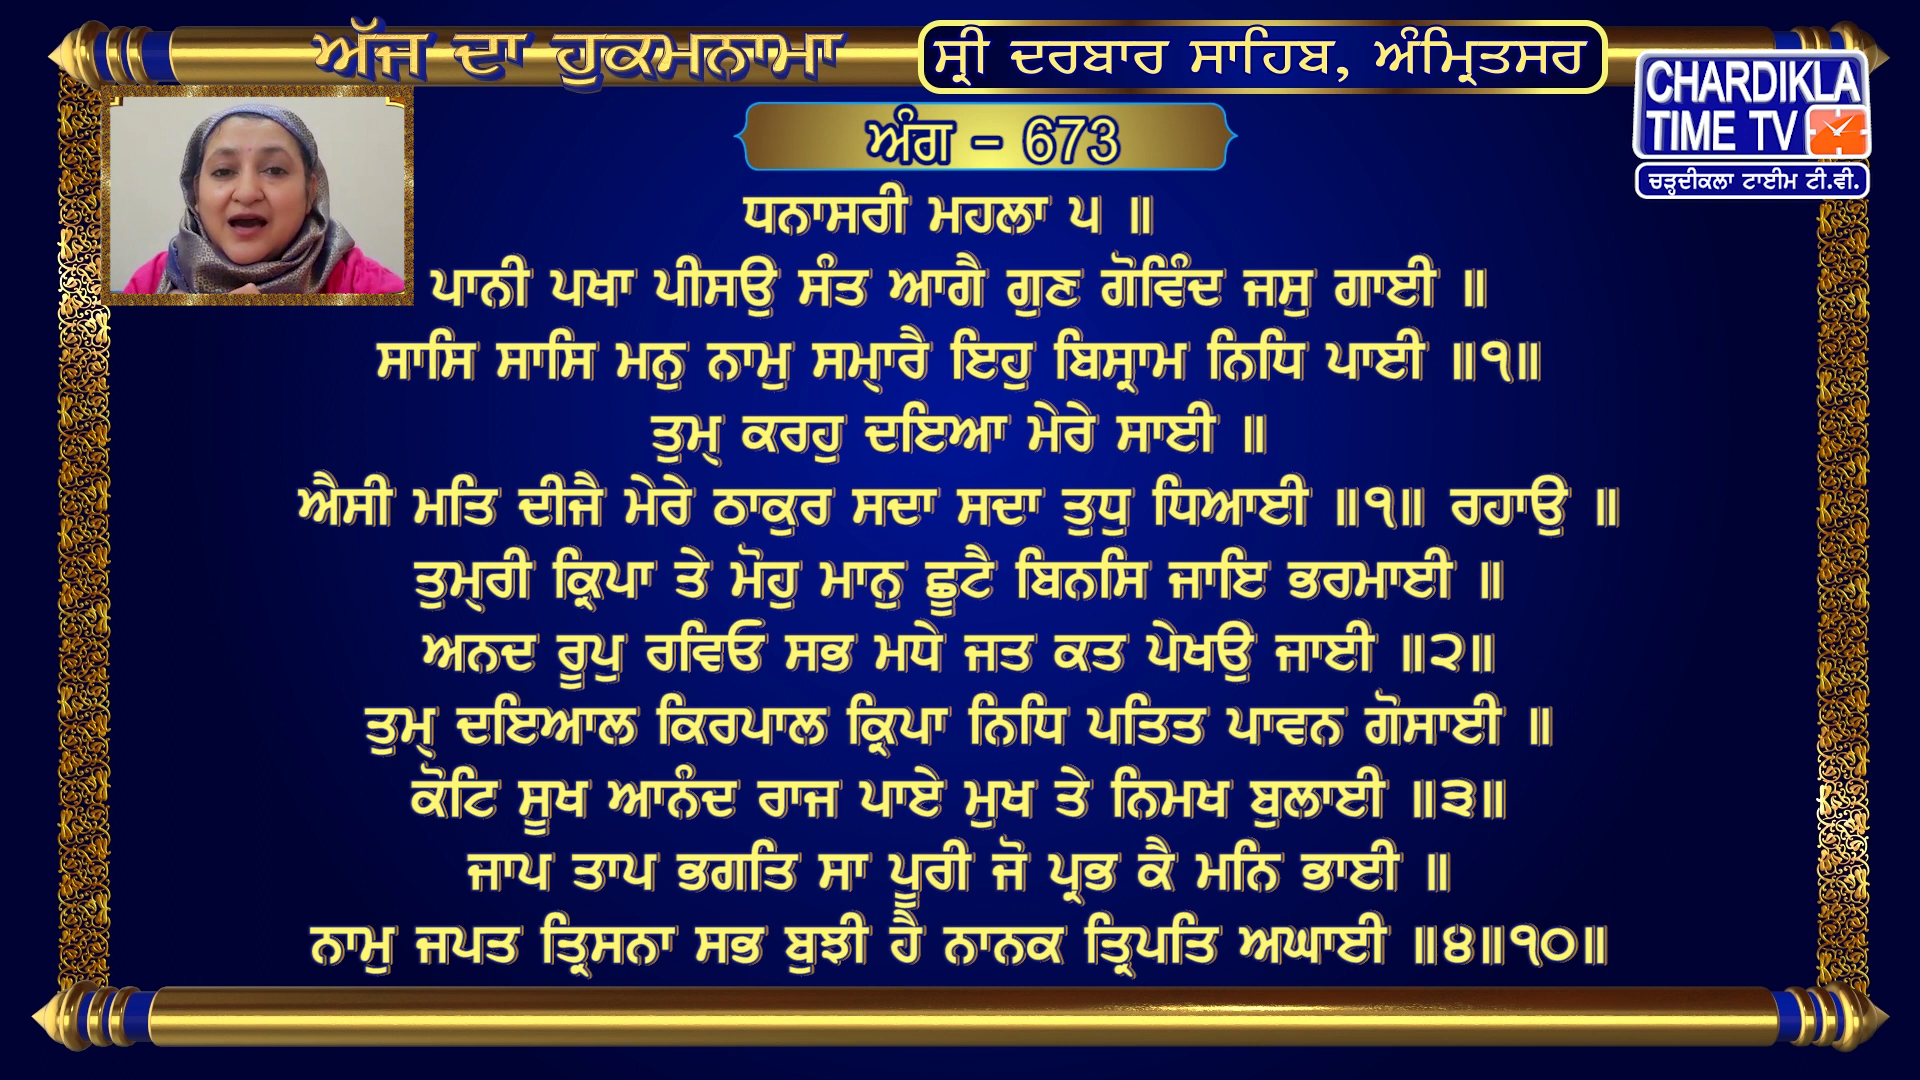 ਅੱਜ ਦਾ ਹੁਕਮਨਾਮਾ
ਸ੍ਰੀ ਦਰਬਾਰ ਸਾਹਿਬ, ਅੰਮ੍ਰਿਤਸਰ
CHARDIKLA
TIME TV
ਚੜ੍ਹਦੀਕਲਾ ਟਾਈਮ ਟੀ.ਵੀ.
ਅੰਗ - 673
ਧਨਾਸਰੀ ਮਹਲਾ ੫ ॥
ਪਾਨੀ ਪਖਾ ਪੀਸਉ ਸੰਤ ਆਗੈ ਗੁਣ ਗੋਵਿੰਦ ਜਸੁ ਗਾਈ ॥
ਸਾਸਿ ਸਾਸਿ ਮਨੁ ਨਾਮੁ ਸਮ੍ਹਾਰੈ ਇਹੁ ਬਿਸ੍ਰਾਮ ਨਿਧਿ ਪਾਈ ॥੧॥
ਤੁਮ੍ਹ ਕਰਹੁ ਦਇਆ ਮੇਰੇ ਸਾਈ ॥
ਐਸੀ ਮਤਿ ਦੀਜੈ ਮੇਰੇ ਠਾਕੁਰ ਸਦਾ ਸਦਾ ਤੁਧੁ ਧਿਆਈ ॥੧॥ ਰਹਾਉ ॥
ਤੁਮ੍ਹਰੀ ਕ੍ਰਿਪਾ ਤੇ ਮੋਹੁ ਮਾਨੁ ਛੂਟੈ ਬਿਨਸਿ ਜਾਇ ਭਰਮਾਈ ॥
ਅਨਦ ਰੂਪੁ ਰਵਿਓ ਸਭ ਮਧੇ ਜਤ ਕਤ ਪੇਖਉ ਜਾਈ ॥੨॥
ਤੁਮ੍ਹ ਦਇਆਲ ਕਿਰਪਾਲ ਕ੍ਰਿਪਾ ਨਿਧਿ ਪਤਿਤ ਪਾਵਨ ਗੋਸਾਈ ॥
ਕੋਟਿ ਸੂਖ ਆਨੰਦ ਰਾਜ ਪਾਏ ਮੁਖ ਤੇ ਨਿਮਖ ਬੁਲਾਈ ॥੩॥
ਜਾਪ ਤਾਪ ਭਗਤਿ ਸਾ ਪੂਰੀ ਜੋ ਪ੍ਰਭ ਕੈ ਮਨਿ ਭਾਈ ॥
ਨਾਮੁ ਜਪਤ ਤ੍ਰਿਸਨਾ ਸਭ ਬੁਝੀ ਹੈ ਨਾਨਕ ਤ੍ਰਿਪਤਿ ਅਘਾਈ ॥੪॥੧੦॥